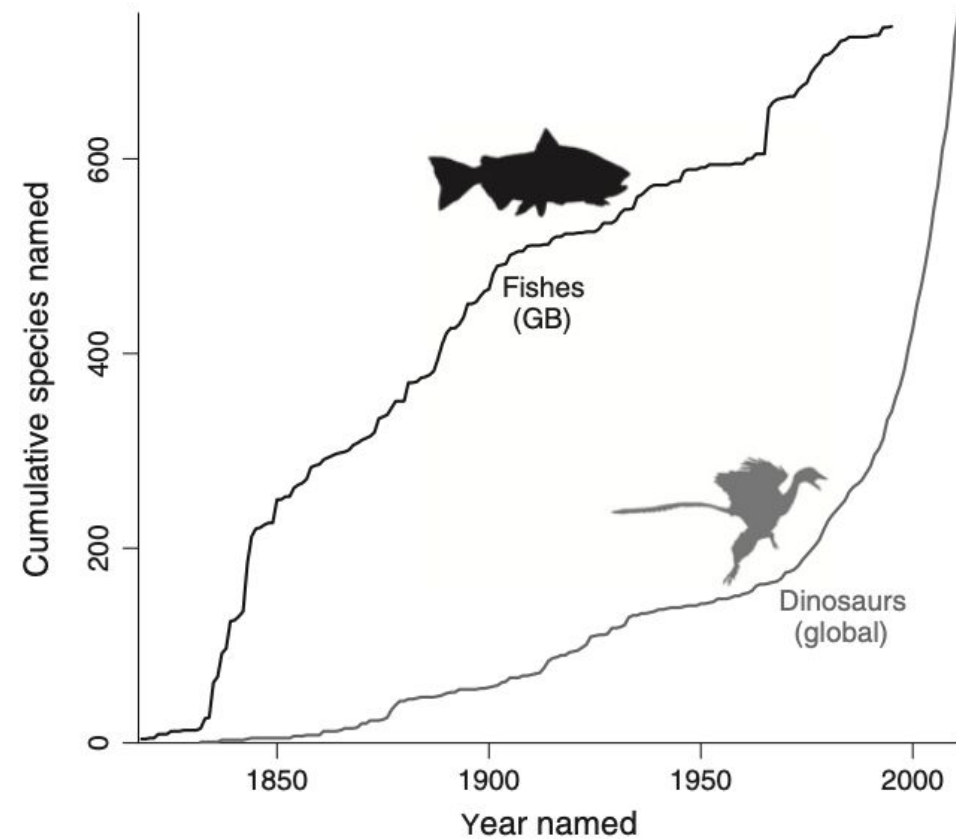 Cumulative species named
600
400
200
0
Fishes
(GB)
Dinosaurs
(global)
1850
1900
1950
2000
Year named